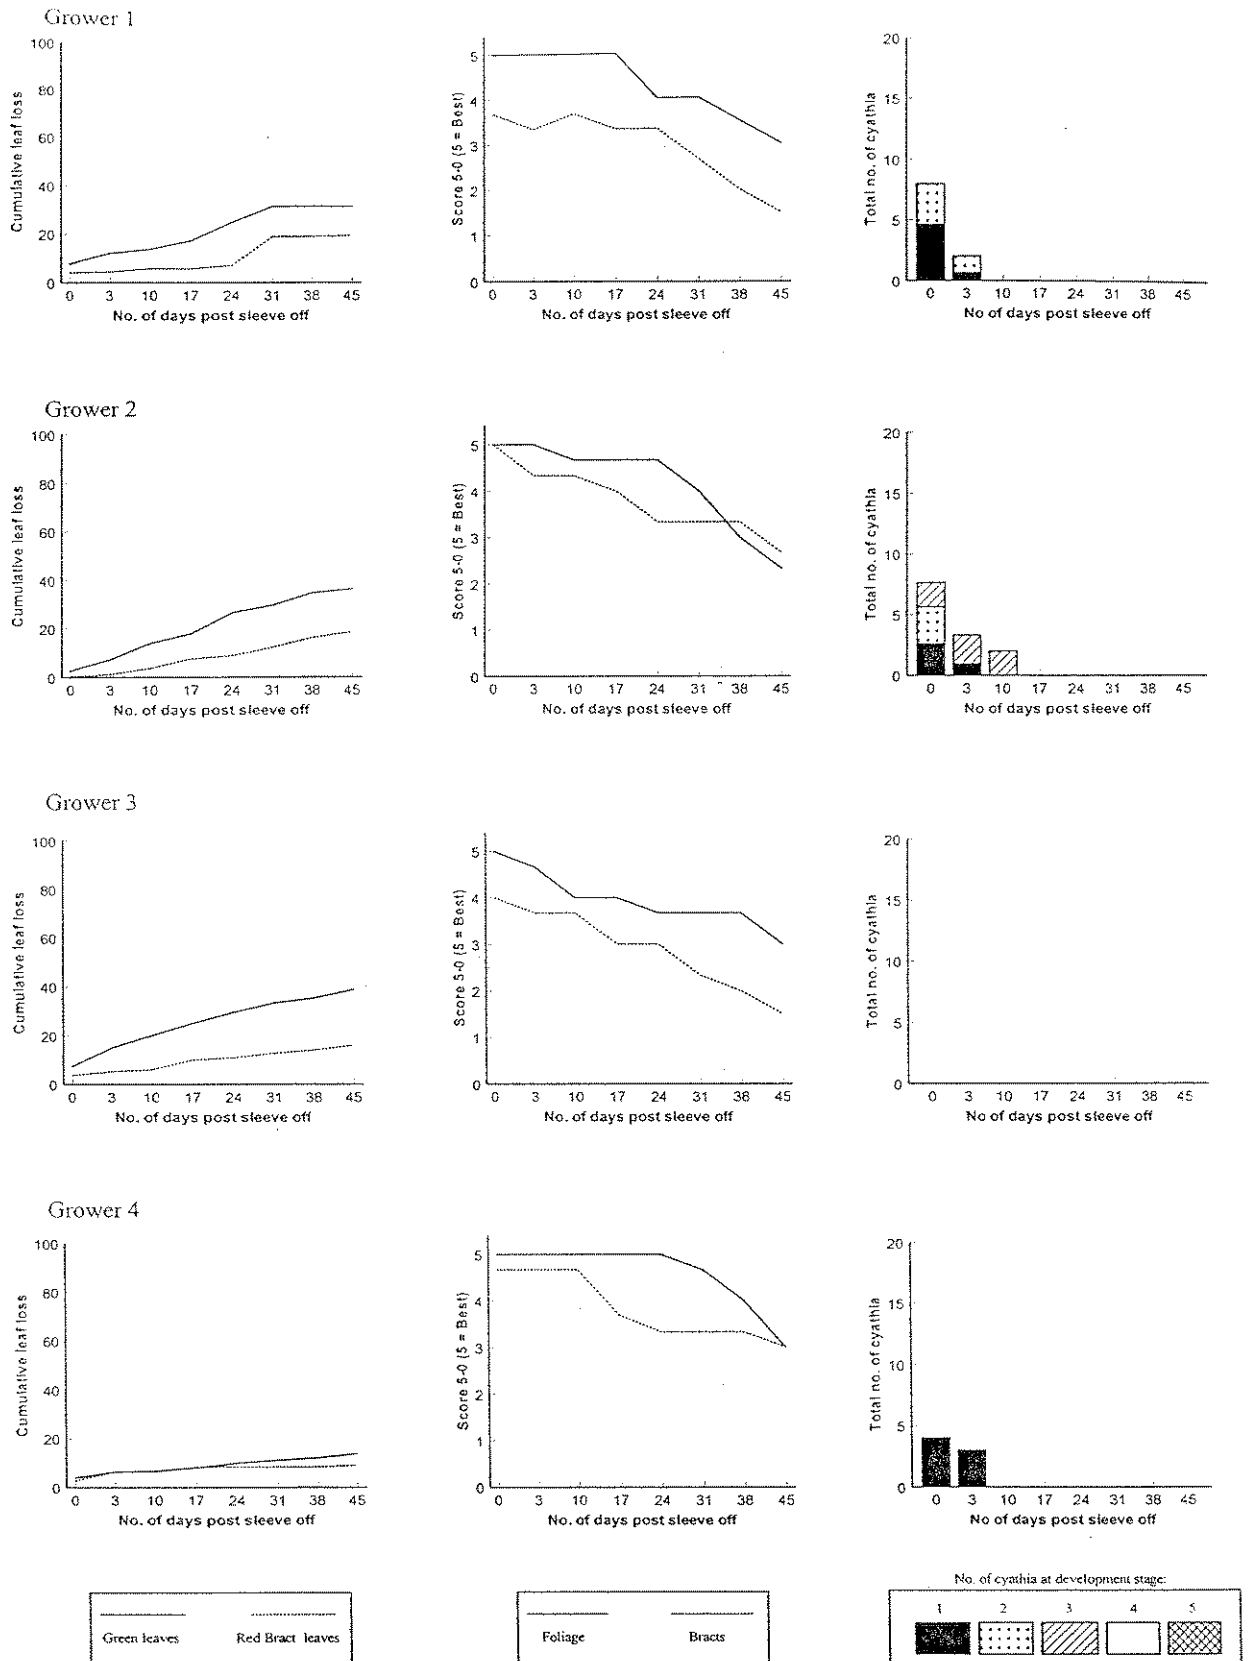 Grower 1
Cumulative leaf loss
100
80
60
40
20
0
0 3 10 17 24 31 38 45
No. of days post sleeve off
Score 5-0 (5 = Best)
5
4
3
2
1
0
0 3 10 17 24 31 38 45
No. of days post sleeve off
Total no. of cyathia
20
15
10
5
0
0 3 10 17 24 31 38 45
No of days post sleeve off
Grower 2
Cumulative leaf loss
100
80
60
40
20
0
0 3 10 17 24 31 38 45
No. of days post sleeve off
Score 5-0 (5 = Best)
5
4
3
2
1
0
0 3 10 17 24 31 38 45
No. of days post sleeve off
Total no. of cyathia
20
15
10
5
0
0 3 10 17 24 31 38 45
No of days post sleeve off
Grower 3
Cumulative leaf loss
100
80
60
40
20
0
0 3 10 17 24 31 38 45
No. of days post sleeve off
Score 5-0 (5 = Best)
5
4
3
2
1
0
0 3 10 17 24 31 38 45
No. of days post sleeve off
Total no. of cyathia
20
15
10
5
0
0 3 10 17 24 31 38 45
No of days post sleeve off
Grower 4
Cumulative leaf loss
100
80
60
40
20
0
0 3 10 17 24 31 38 45
No. of days post sleeve off
Score 5-0 (5 = Best)
5
4
3
2
1
0
0 3 10 17 24 31 38 45
No. of days post sleeve off
Total no. of cyathia
20
15
10
5
0
0 3 10 17 24 31 38 45
No of days post sleeve off
Green leaves Red Bract leaves
Foliage Bracts
No. of cyathia at development stage:
1 2 3 4 5